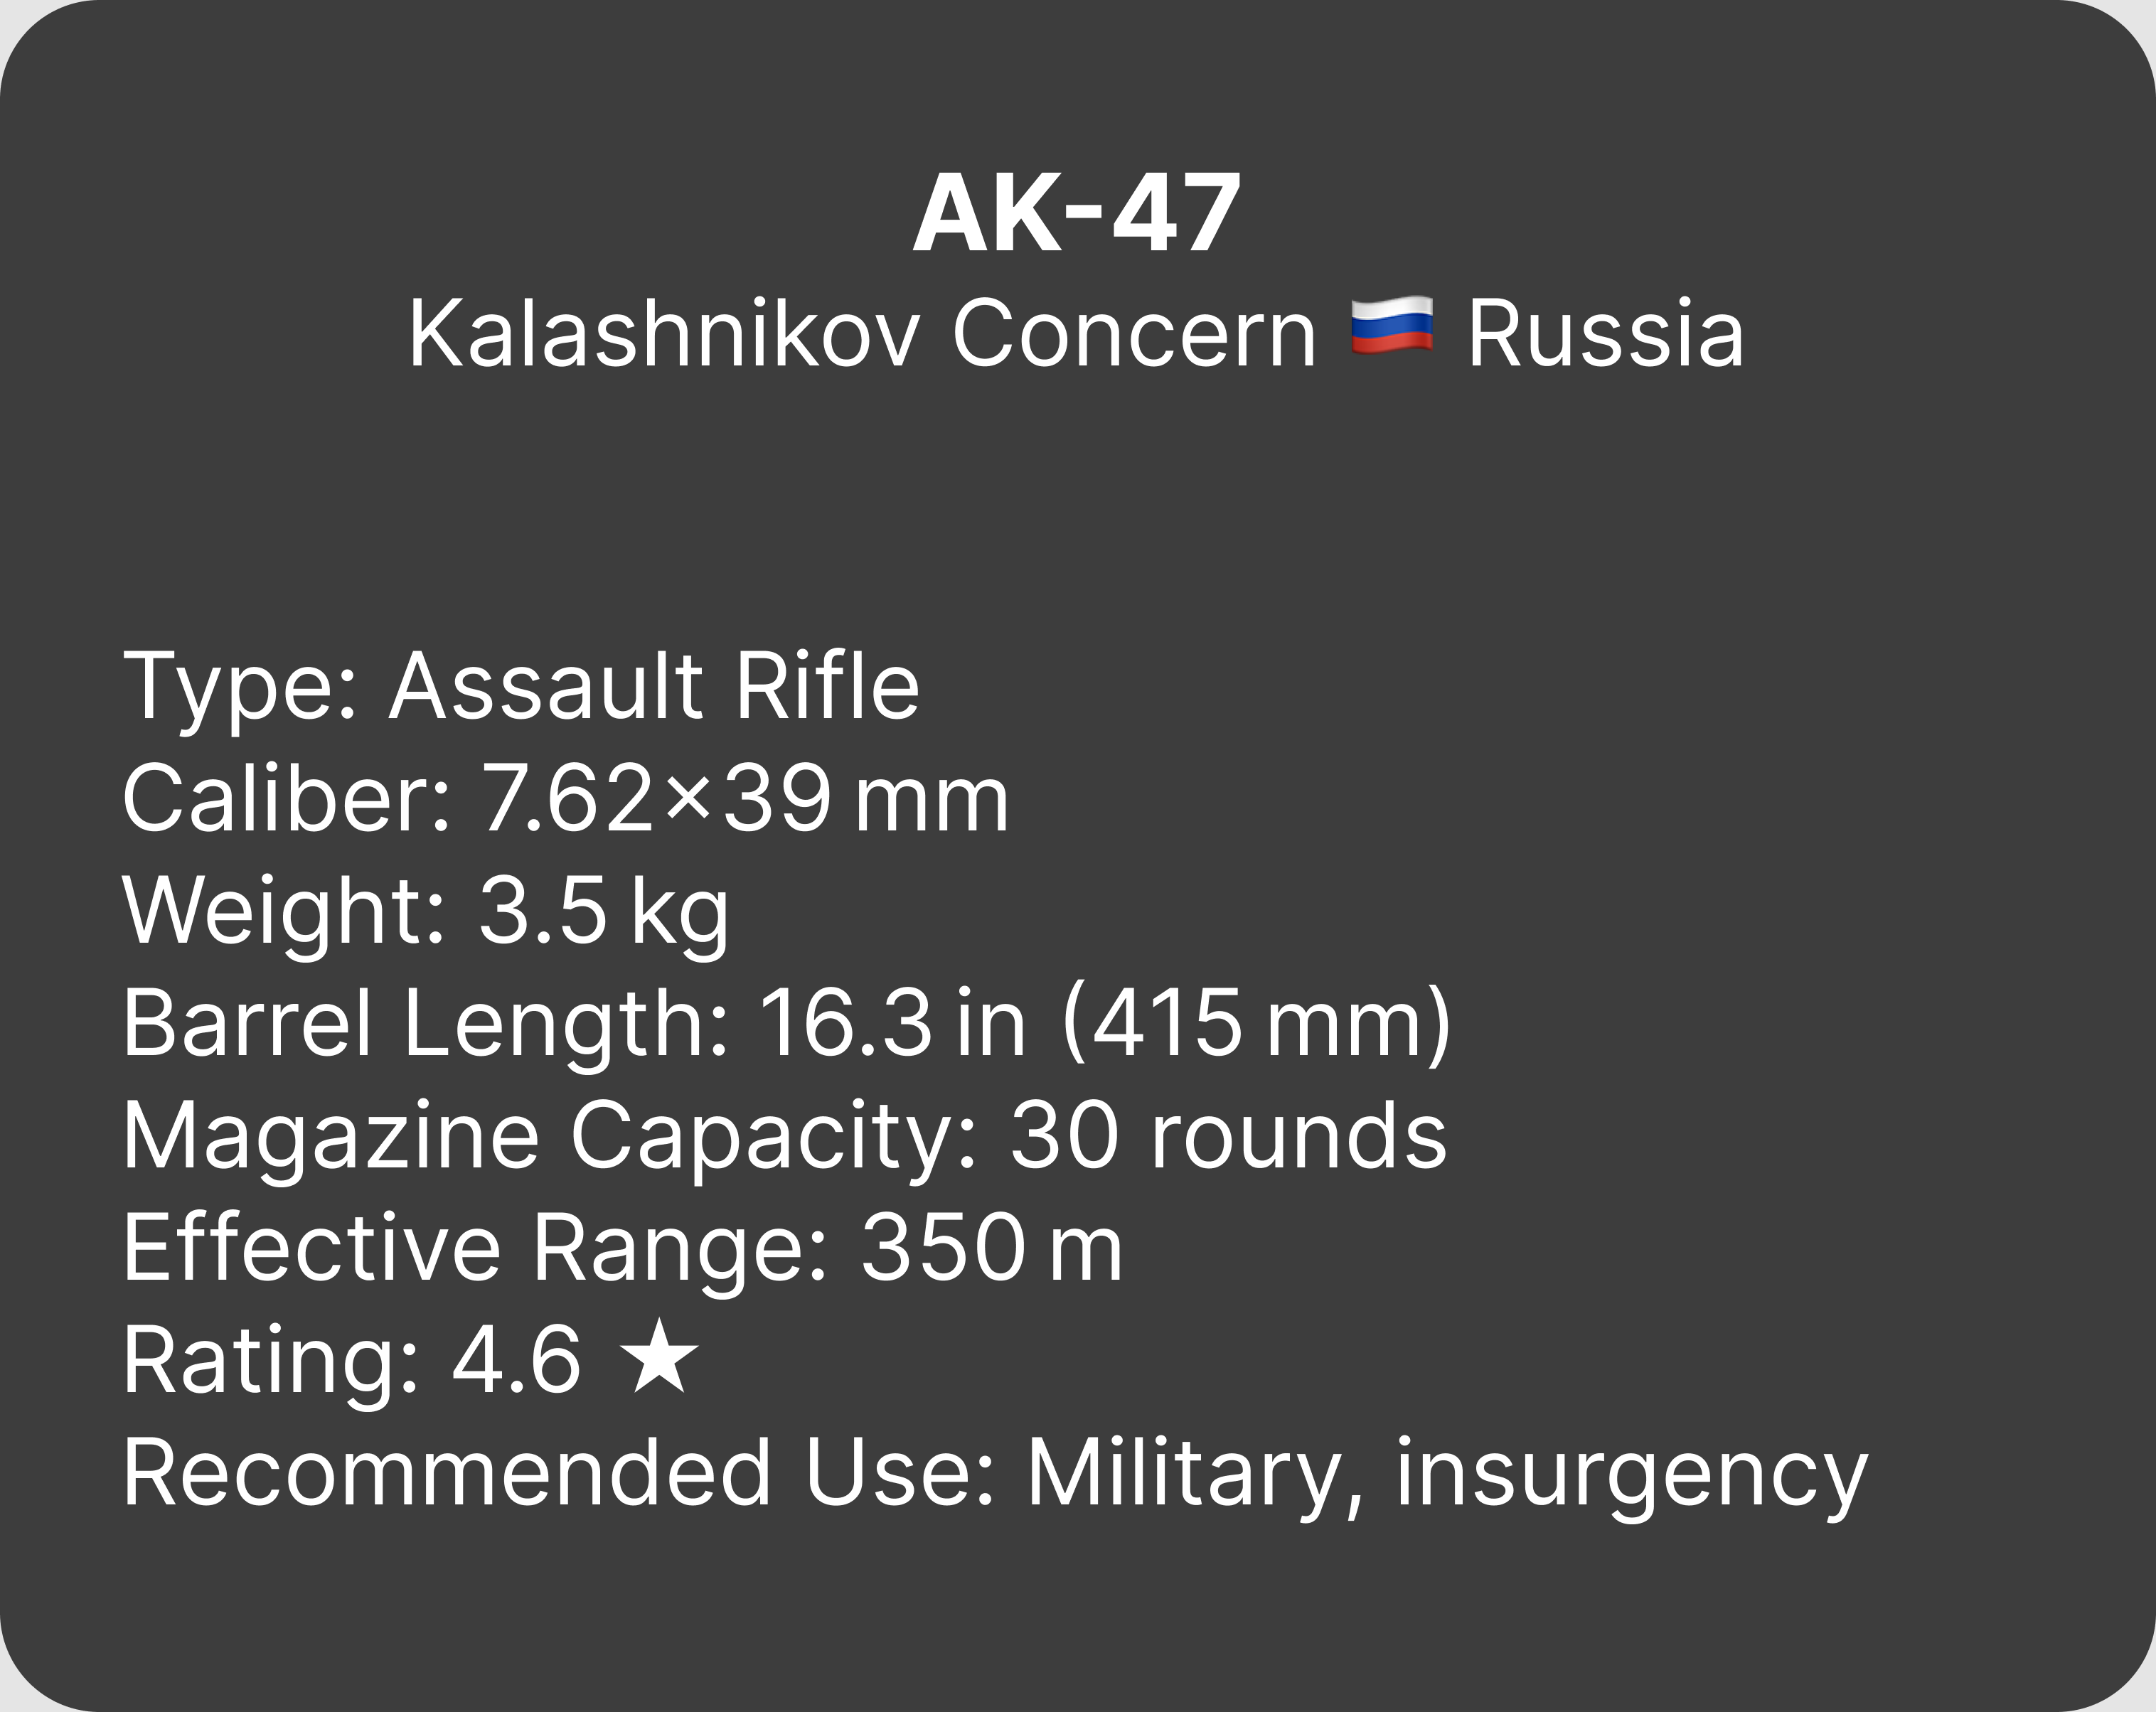 AK-47
Kalashnikov Concern 🇷🇺 Russia
Type: Assault Rifle
Caliber: 7.62×39 mm
Weight: 3.5 kg
Barrel Length: 16.3 in (415 mm)
Magazine Capacity: 30 rounds
Effective Range: 350 m
Rating: 4.6 ★
Recommended Use: Military, insurgency